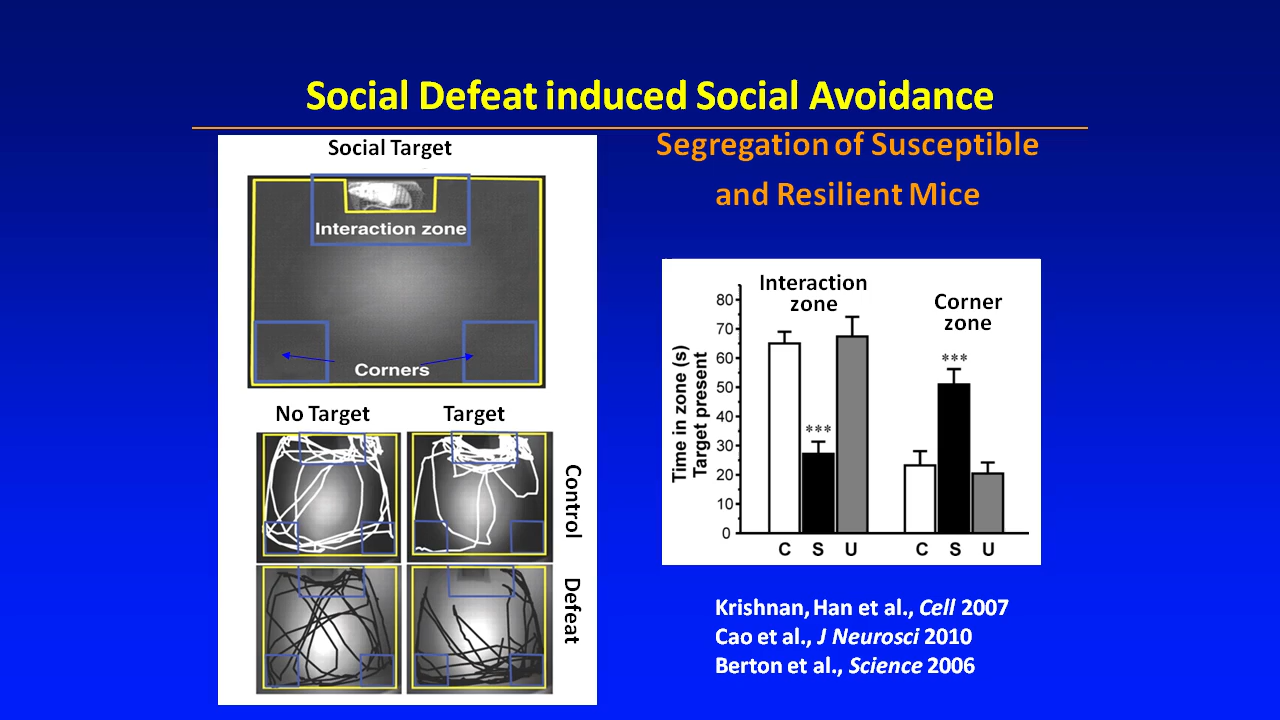 Social Defeat induced Social Avoidance
Social Target
Interaction zone
Corners
No Target
Target
Control
Defeat
Segregation of Susceptible
and Resilient Mice
Interaction
zone
Corner
zone
Time in zone (s)
Target present
80
70
60
50
40
30
20
10
0
***
***
C S U C S U
Krishnan, Han et al., Cell 2007
Cao et al., J Neurosci 2010
Berton et al., Science 2006